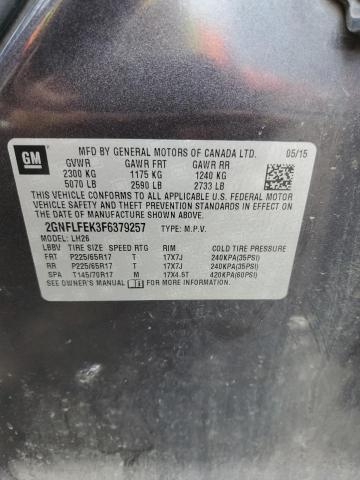 GM
MFD BY GENERAL MOTORS OF CANADA LTD. 05/15
GVWR GAWR FRT GAWR RR
2300 KG 1175 KG 1240 KG
5070 LB 2590 LB 2733 LB
THIS VEHICLE CONFORMS TO ALL APPLICABLE U.S. FEDERAL
MOTOR VEHICLE SAFETY AND THEFT PREVENTION STANDARDS
IN EFFECT ON THE DATE OF MANUFACTURE SHOWN ABOVE.
2GNFLFEK3F6379257 TYPE: M.P.V.
MODEL: LH26
LBBV TIRE SIZE SPEED RTG RIM COLD TIRE PRESSURE
FRT P225/65R17 T 17X7J 240KPA(35PSI)
RR P225/65R17 T 17X7J 240KPA(35PSI)
SPA T145/70R17 M 17X4.5T 420KPA(60PSI)
SEE OWNER'S MANUAL FOR MORE INFORMATION.